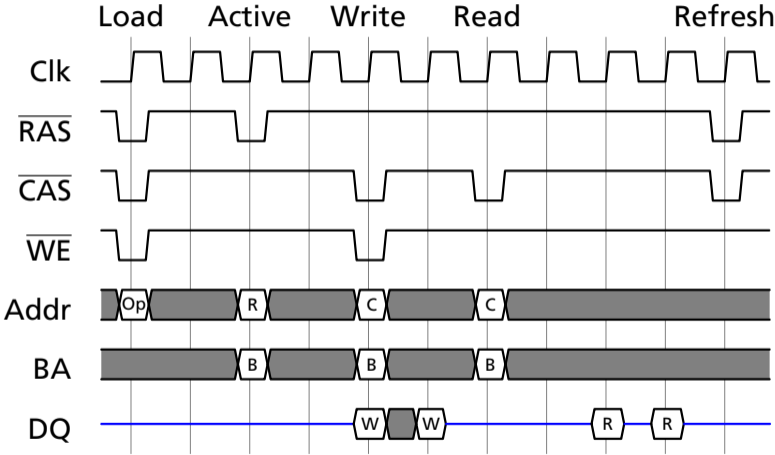 Load Active Write Read Refresh
Clk
RAS
CAS
WE
Addr Op R C C
BA B B B
DQ W W R R